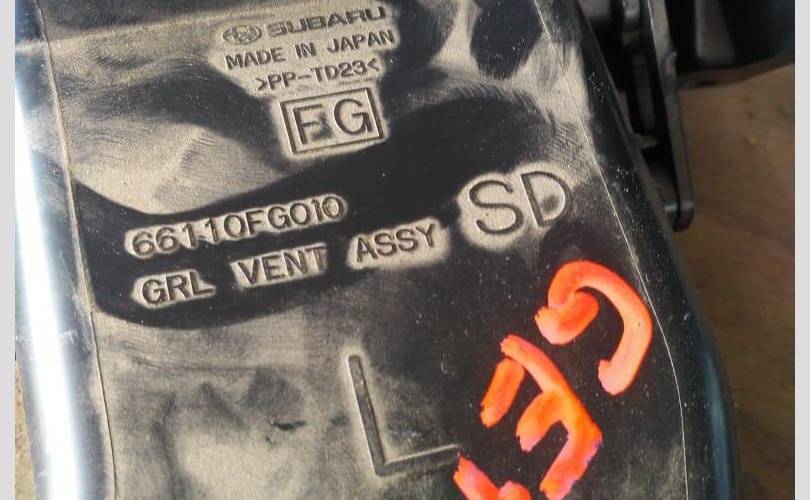 SUBARU
MADE IN JAPAN
>PP-TD23<
FG
66110FG010 SD
GRL VENT ASSY
L